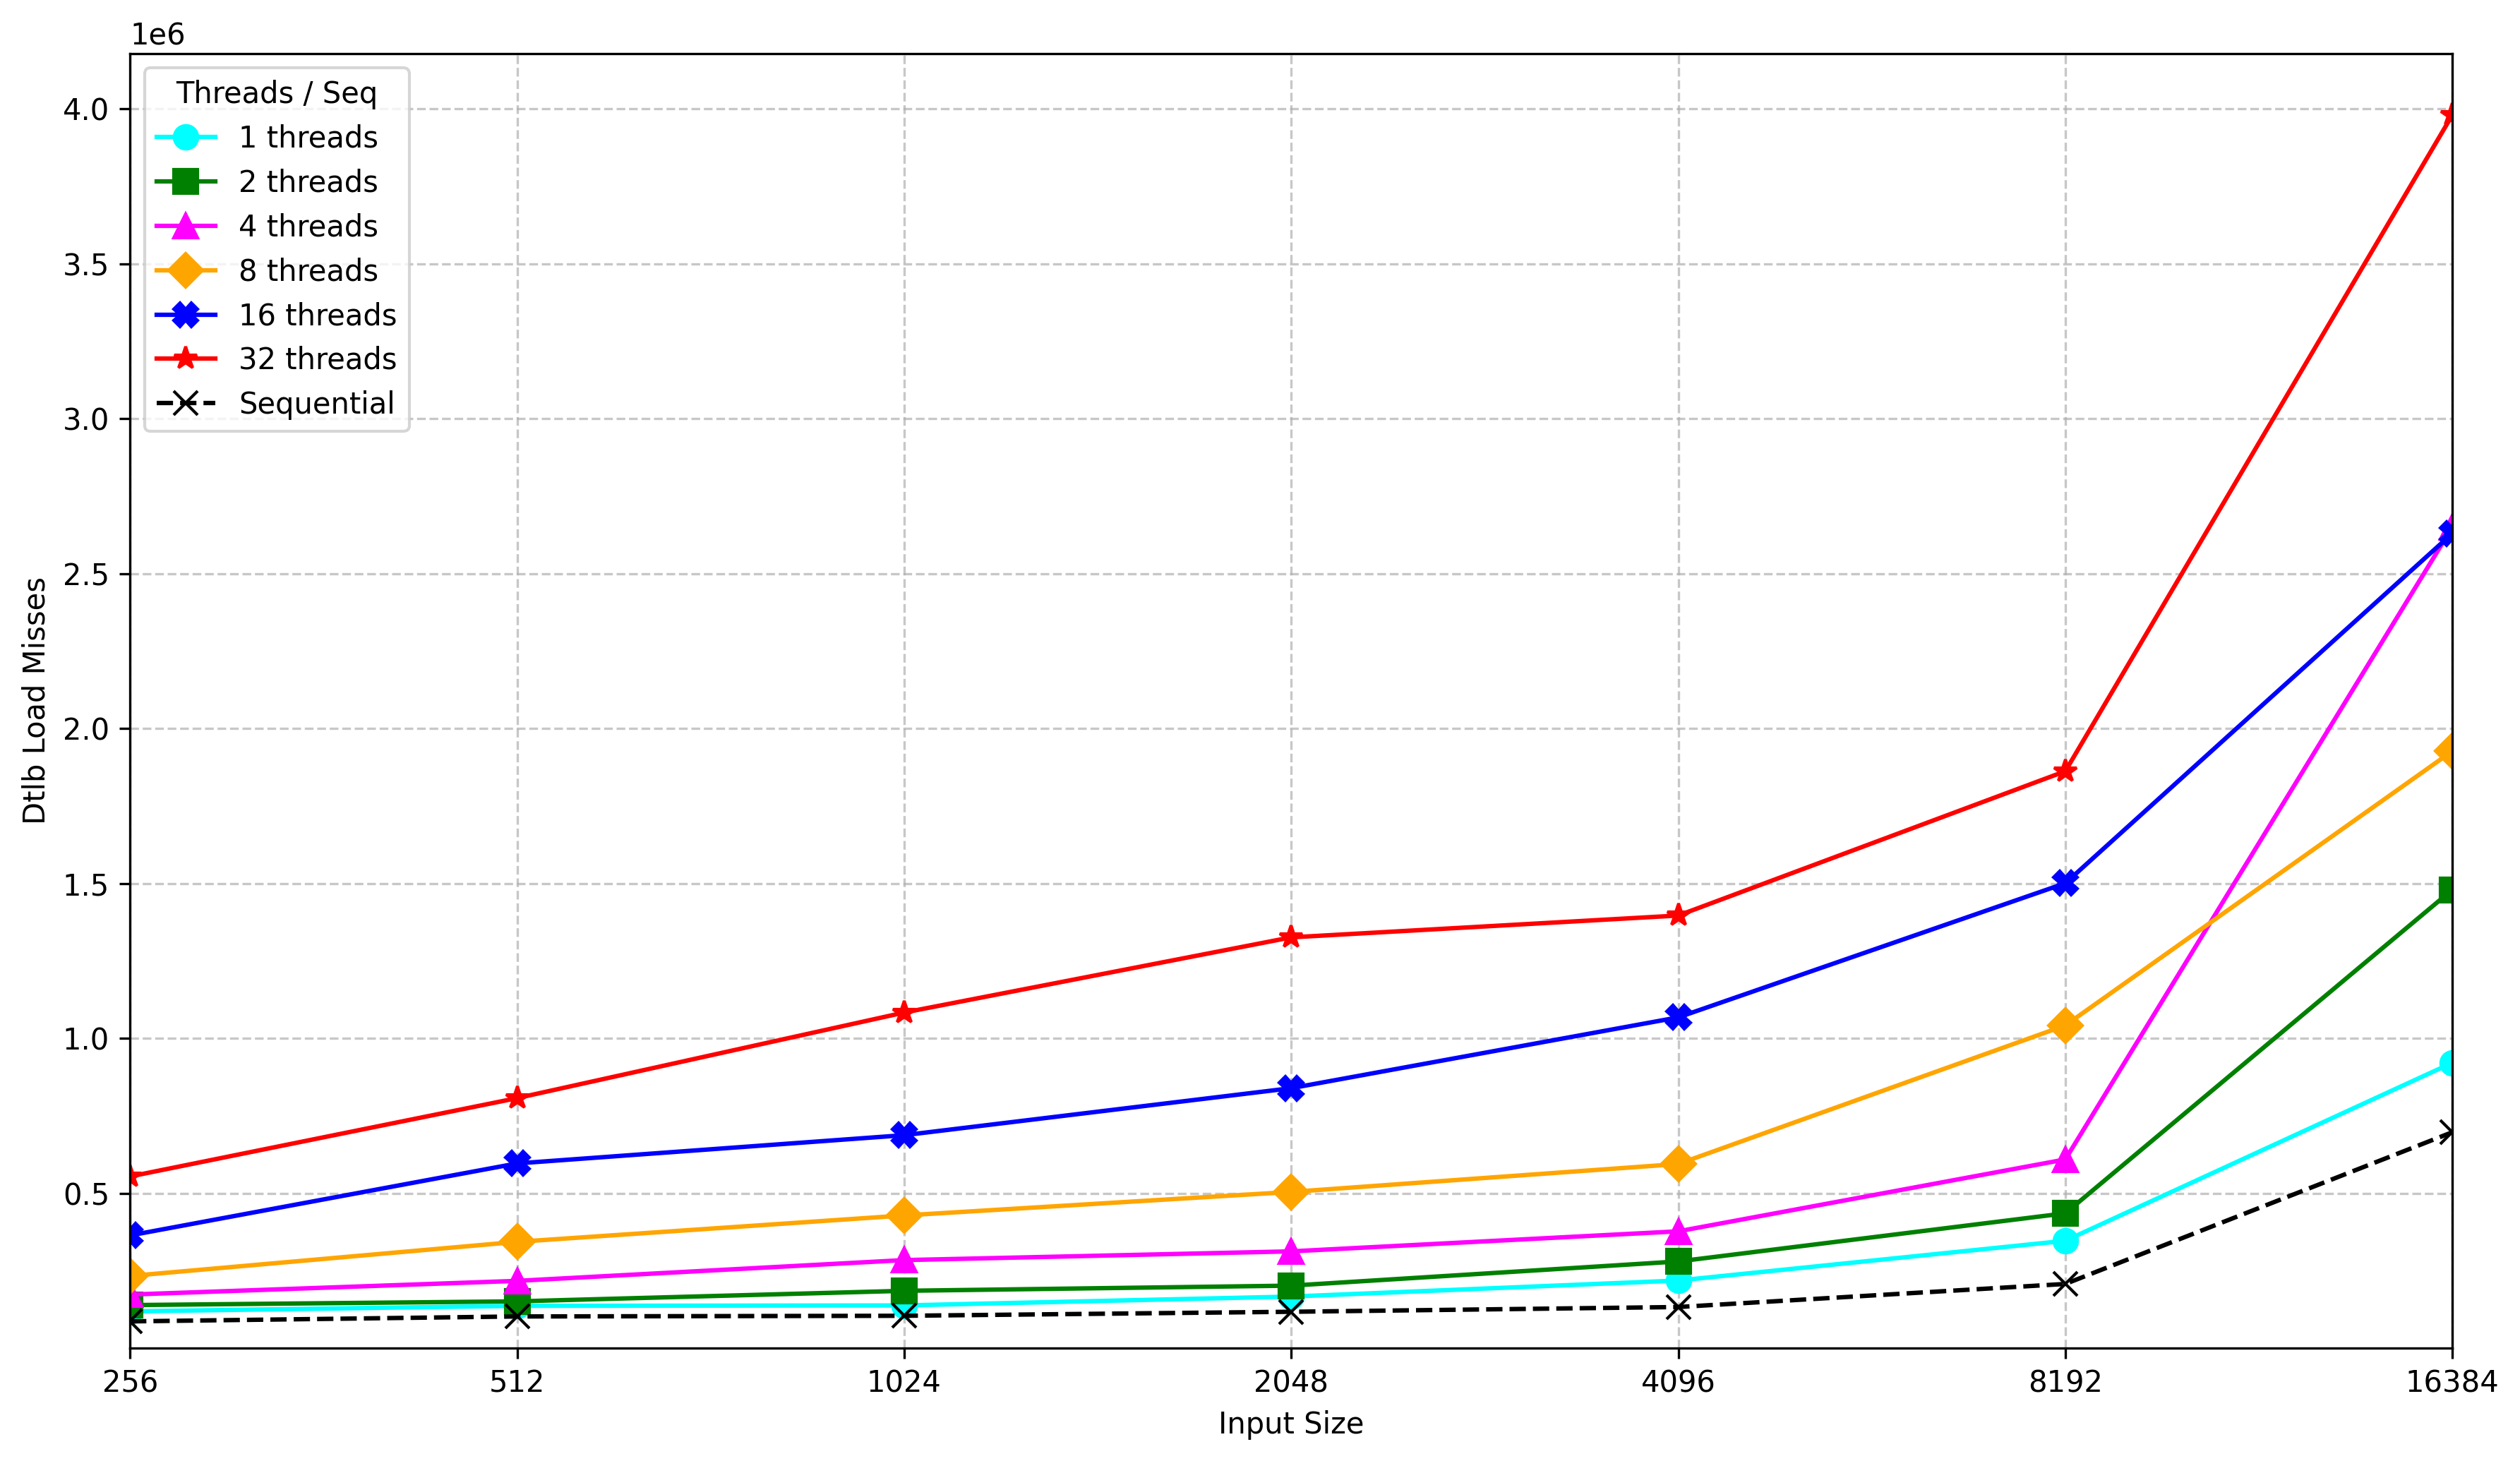 1e6
4.0
3.5
3.0
2.5
2.0
1.5
1.0
0.5
Dtlb Load Misses
Threads / Seq
1 threads
2 threads
4 threads
8 threads
16 threads
32 threads
Sequential
256 512 1024 2048 4096 8192 16384
Input Size